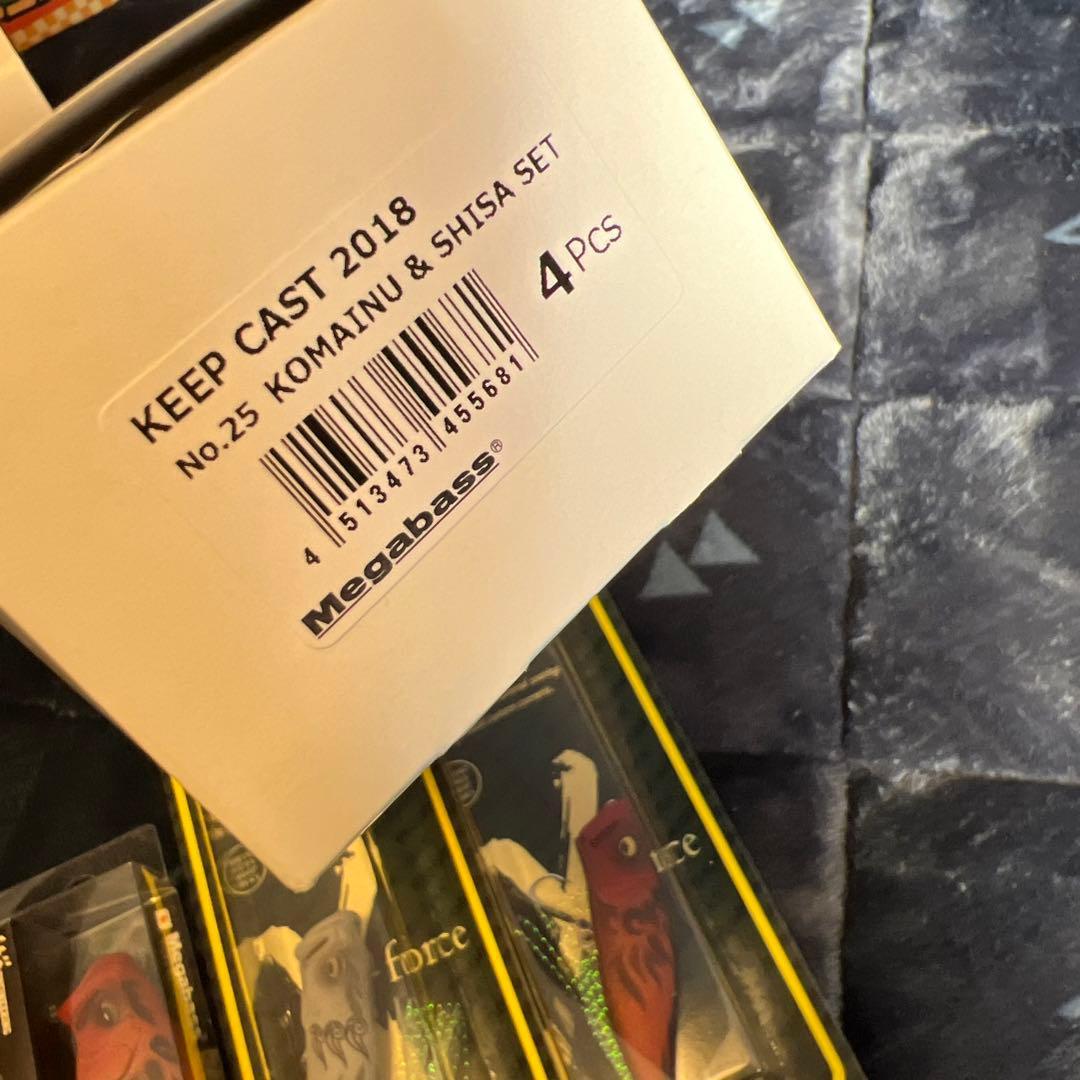 KEEP CAST 2018
No.25 KOMAINU & SHISA SET
4 PCS
4 513473 455681
Megabass®
force
rce
Megabass